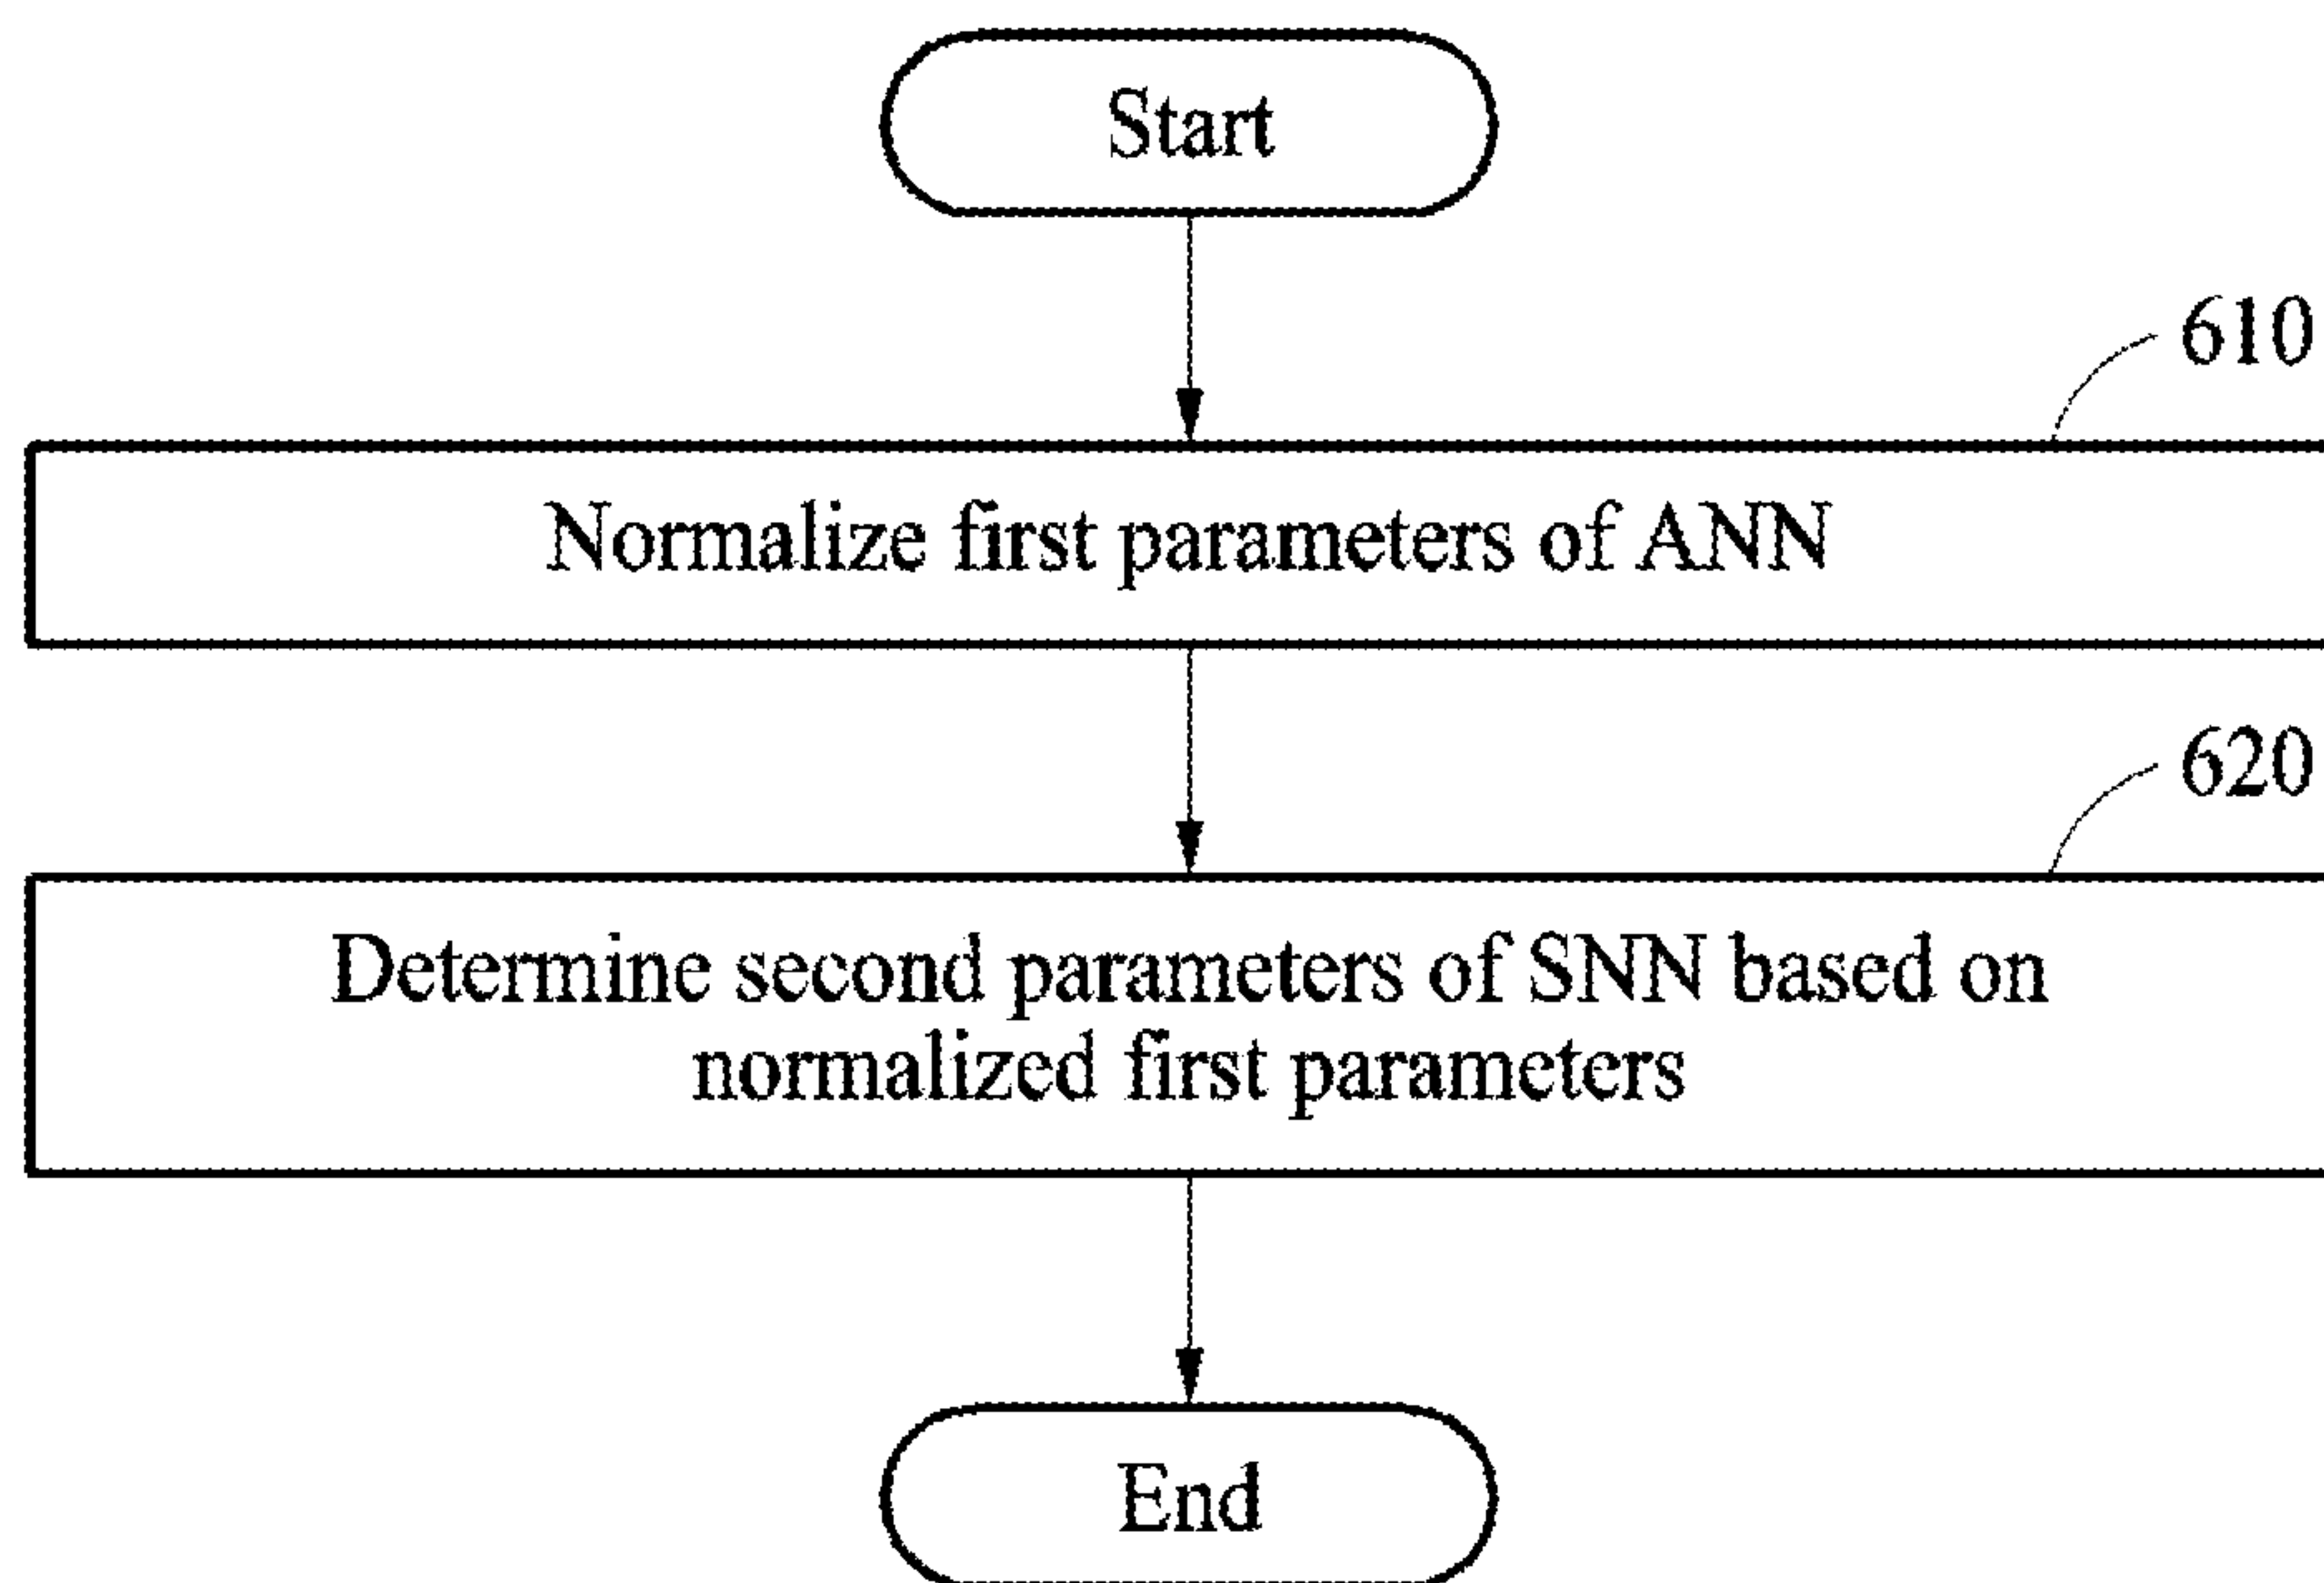 Start
610
Normalize first parameters of ANN
620
Determine second parameters of SNN based on
normalized first parameters
End